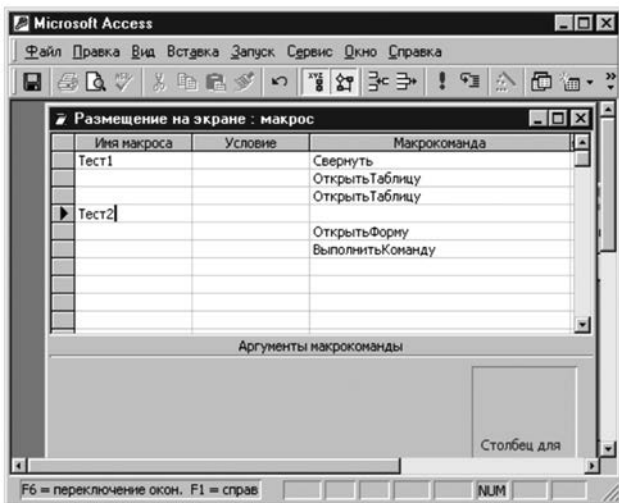 Microsoft Access
Файл Правка Вид Вставка Запуск Сервис Окно Справка
Размещение на экране : макрос
Имя макроса Условие Макрокоманда
Тест1 Свернуть
ОткрытьТаблицу
ОткрытьТаблицу
Тест2
ОткрытьФорму
ВыполнитьКоманду
Аргументы макрокоманды
Столбец для
F6 = переключение окон. F1 = справ NUM